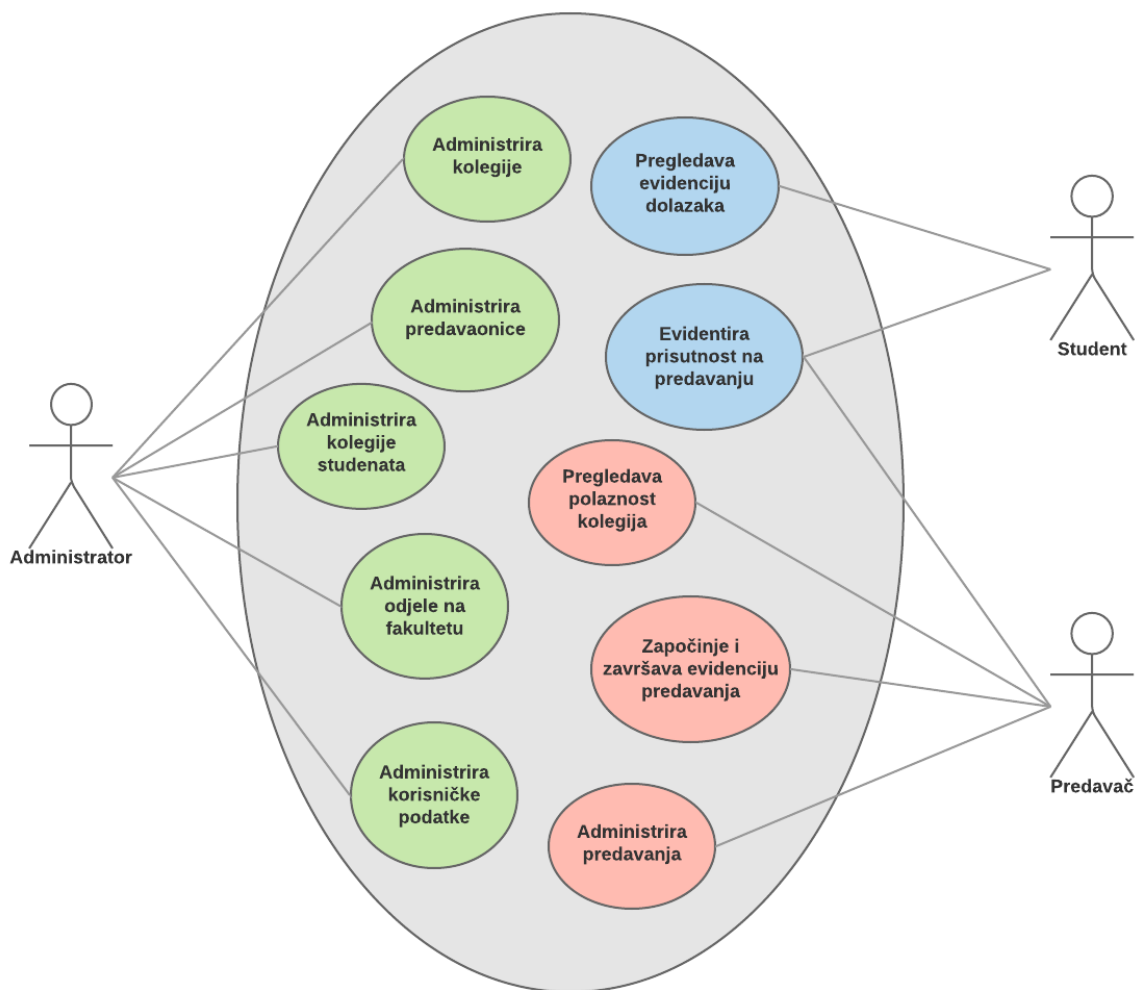 Administrira
kolegije
Pregledava
evidenciju
dolazaka
Administrira
predavaonice
Evidentira
prisutnost na
predavanju
Student
Administrira
kolegije
studenata
Pregledava
polaznost
kolegija
Administrator
Administrira
odjele na
fakultetu
Započinje i
završava evidenciju
predavanja
Administrira
korisničke
podatke
Administrira
predavanja
Predavač